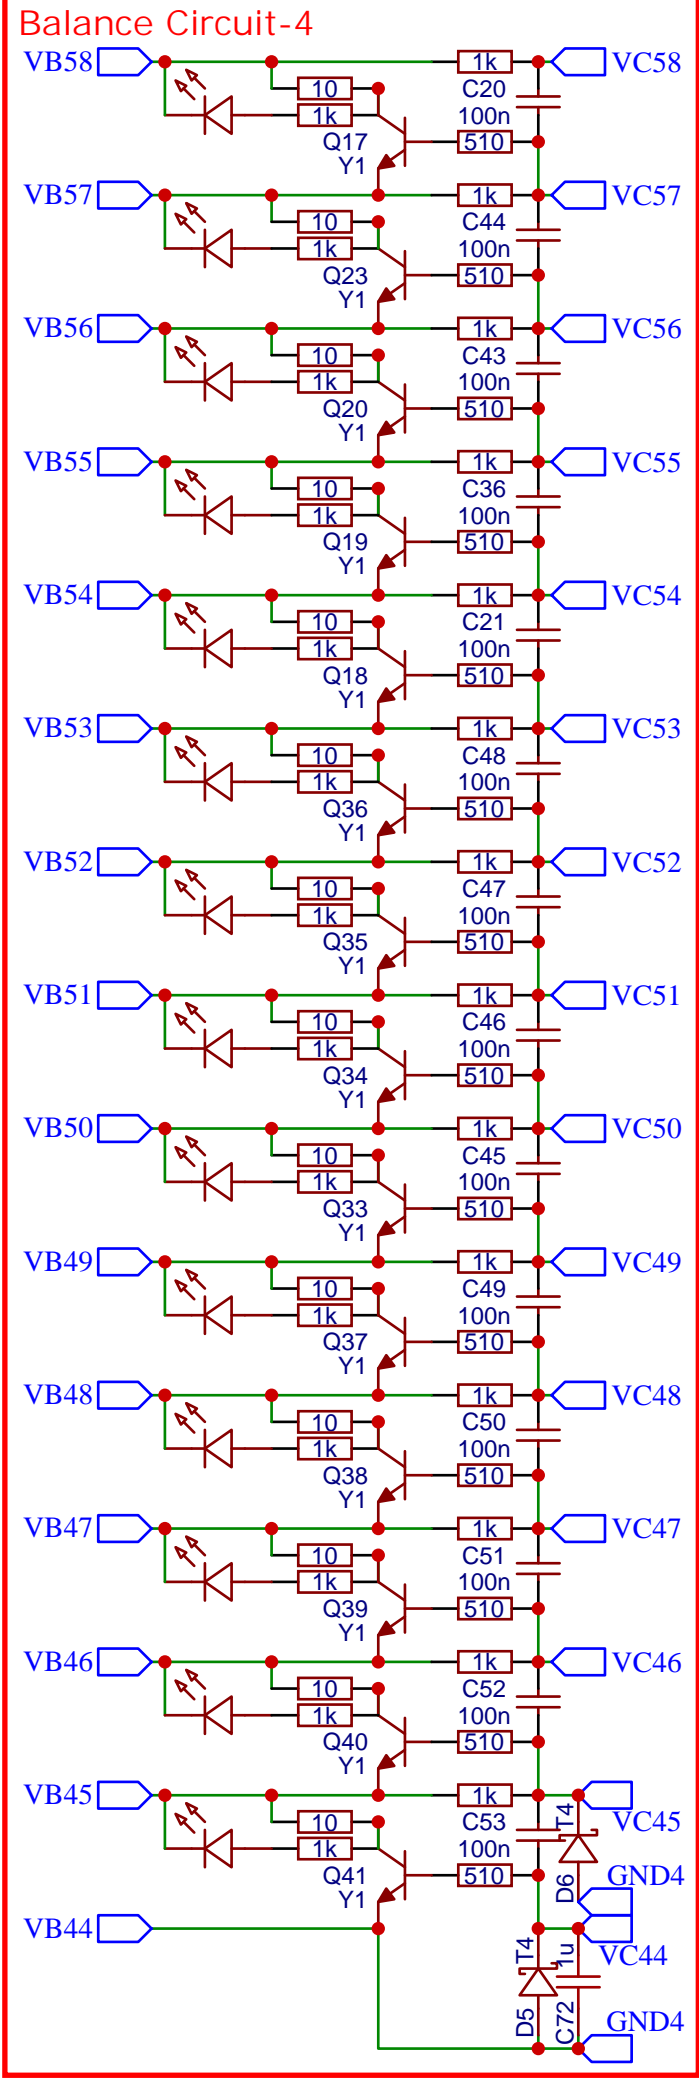 Balance Circuit-4
VB58 1k VC58
10 C20
1k 100n
Q17 510
Y1
VB57 1k VC57
10 C44
1k 100n
Q23 510
Y1
VB56 1k VC56
10 C43
1k 100n
Q20 510
Y1
VB55 1k VC55
10 C36
1k 100n
Q19 510
Y1
VB54 1k VC54
10 C21
1k 100n
Q18 510
Y1
VB53 1k VC53
10 C48
1k 100n
Q36 510
Y1
VB52 1k VC52
10 C47
1k 100n
Q35 510
Y1
VB51 1k VC51
10 C46
1k 100n
Q34 510
Y1
VB50 1k VC50
10 C45
1k 100n
Q33 510
Y1
VB49 1k VC49
10 C49
1k 100n
Q37 510
Y1
VB48 1k VC48
10 C50
1k 100n
Q38 510
Y1
VB47 1k VC47
10 C51
1k 100n
Q39 510
Y1
VB46 1k VC46
10 C52
1k 100n
Q40 510
Y1
VB45 1k
10 C53 T4 VC45
1k 100n
Q41 510 D6 GND4
Y1
VB44
T4 1u VC44
D5 C72 GND4